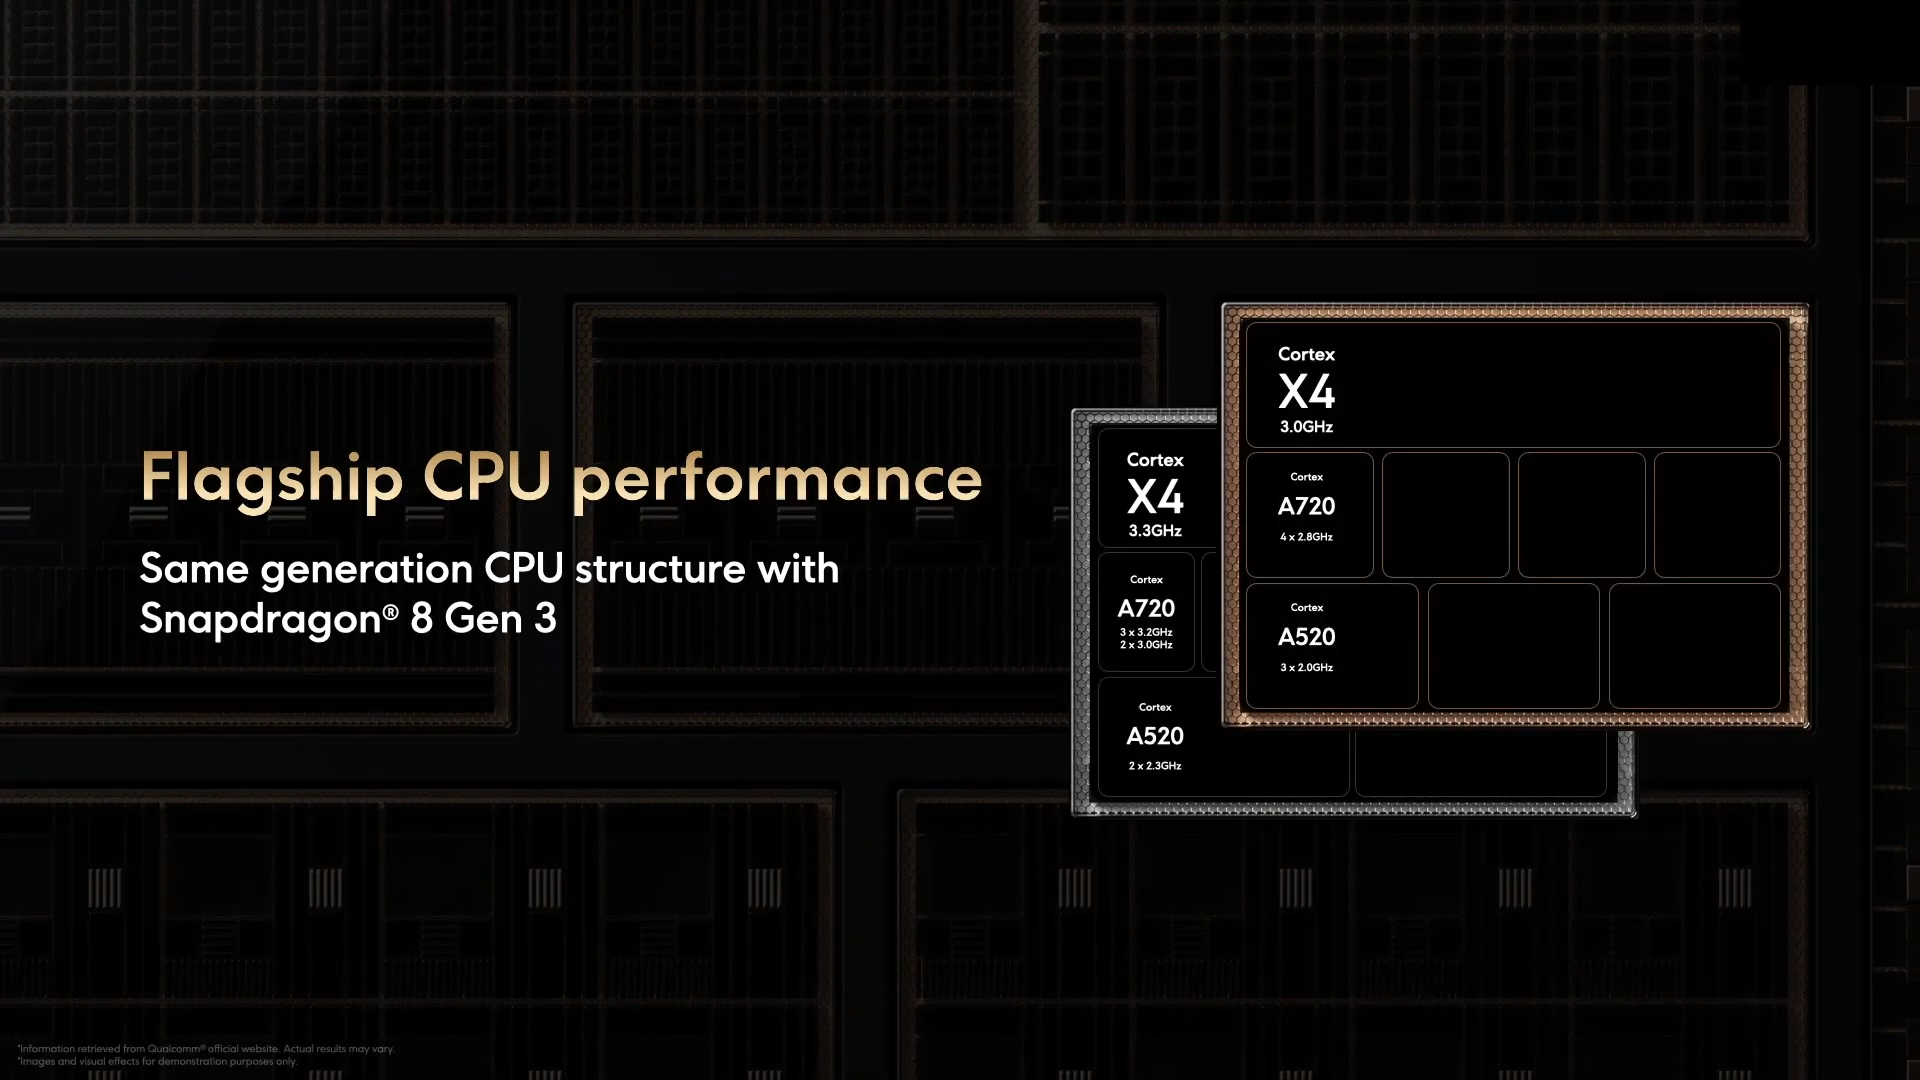 Flagship CPU performance
Same generation CPU structure with
Snapdragon® 8 Gen 3
Cortex
X4
3.3GHz
Cortex
A720
3 x 3.2GHz
2 x 3.0GHz
Cortex
A520
2 x 2.3GHz
Cortex
X4
3.0GHz
Cortex
A720
4 x 2.8GHz
Cortex
A520
3 x 2.0GHz
*Information retrieved from Qualcomm® official website. Actual results may vary.
*Images and visual effects for demonstration purposes only.